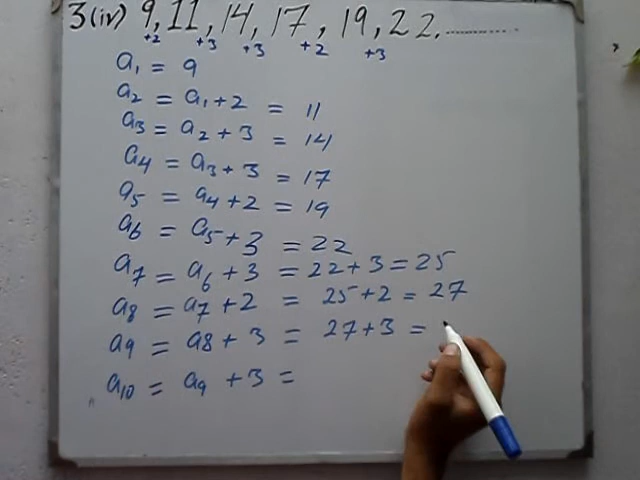 3(iv) 9, 11, 14, 17, 19, 22, ............
+2 +3 +3 +2 +3
a1 = 9
a2 = a1 + 2 = 11
a3 = a2 + 3 = 14
a4 = a3 + 3 = 17
a5 = a4 + 2 = 19
a6 = a5 + 3 = 22
a7 = a6 + 3 = 22 + 3 = 25
a8 = a7 + 2 = 25 + 2 = 27
a9 = a8 + 3 = 27 + 3 =
a10 = a9 + 3 =